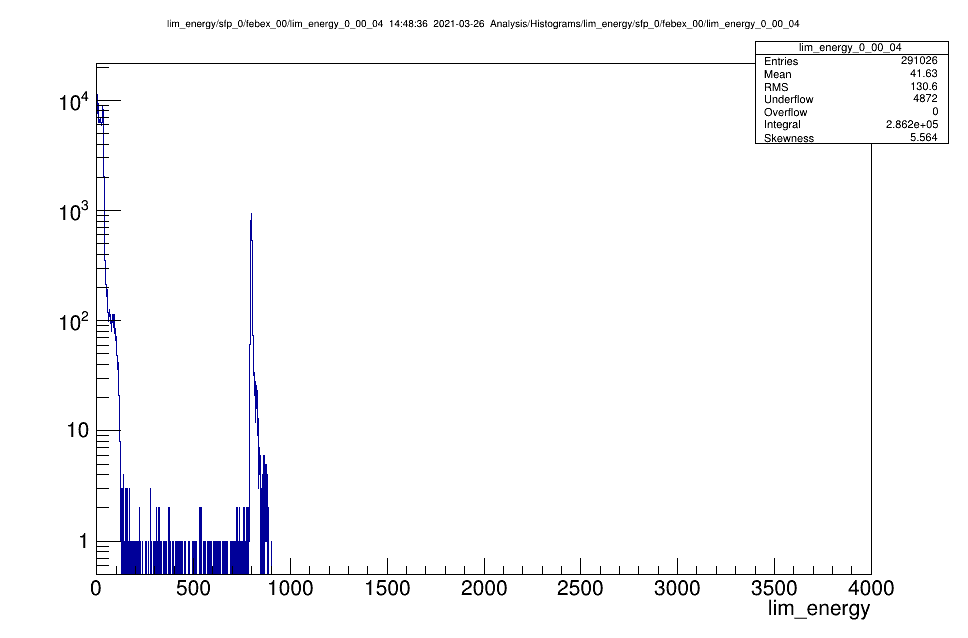 lim_energy/sfp_0/febex_00/lim_energy_0_00_04 14:48:36 2021-03-26 Analysis/Histograms/lim_energy/sfp_0/febex_00/lim_energy_0_00_04
lim_energy_0_00_04
Entries 291026
Mean 41.63
RMS 130.6
Underflow 4872
Overflow 0
Integral 2.862e+05
Skewness 5.564
10⁴
10³
10²
10
1
0 500 1000 1500 2000 2500 3000 3500 4000
lim_energy